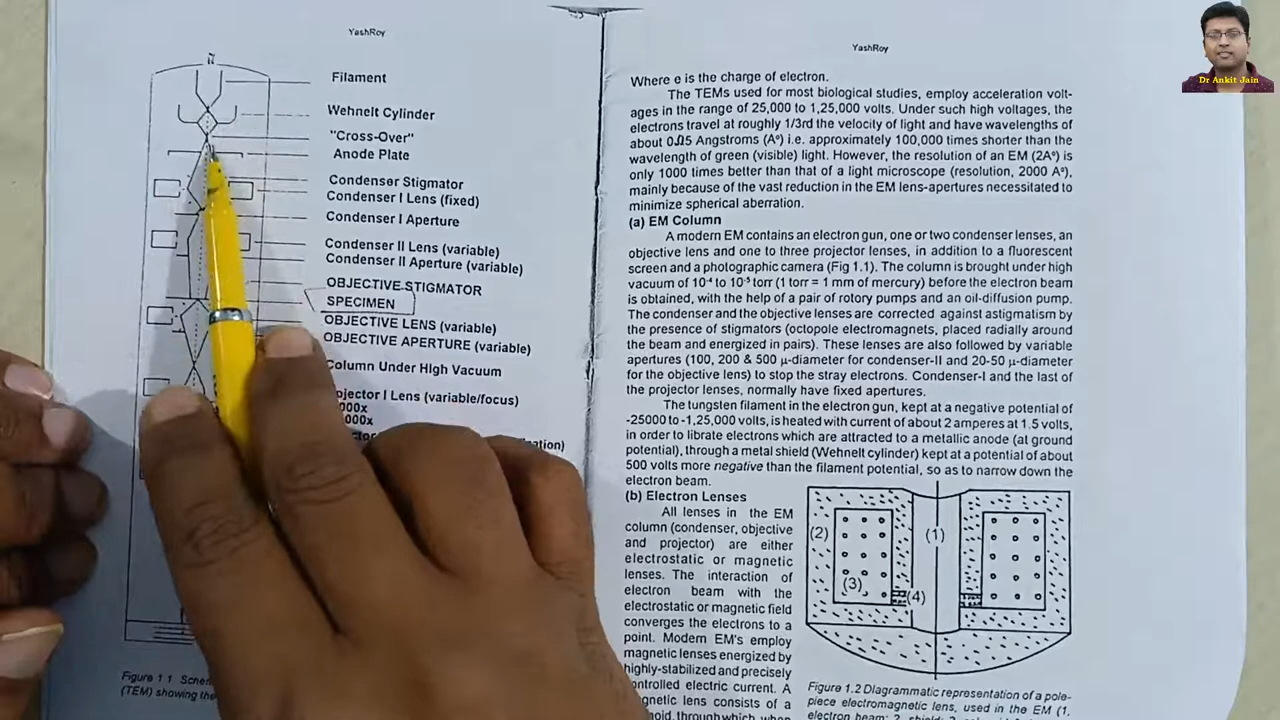 YashRoy
Filament
Wehnelt Cylinder
"Cross-Over"
Anode Plate
Condenser Stigmator
Condenser I Lens (fixed)
Condenser I Aperture
Condenser II Lens (variable)
Condenser II Aperture (variable)
OBJECTIVE STIGMATOR
SPECIMEN
OBJECTIVE LENS (variable)
OBJECTIVE APERTURE (variable)
Column Under High Vacuum
I Lens (variable/focus)
Figure 1.1
(TEM) showing
YashRoy
Where e is the charge of electron.
The TEMs used for most biological studies, employ acceleration volt-
ages in the range of 25,000 to 1,25,000 volts. Under such high voltages, the
electrons travel at roughly 1/3rd the velocity of light and have wavelengths of
about Angstroms (A°) i.e. approximately 100,000 times shorter than the
wavelength of green (visible) light. However, the resolution of an EM (2A°) is
only 1000 times better than that of a light microscope (resolution, 2000 A°),
mainly because of the vast reduction in the EM lens-apertures necessitated to
minimize spherical aberration.
(a) EM Column
A modern EM contains an electron gun, one or two condenser lenses, an
objective lens and one to three projector lenses, in addition to a fluorescent
screen and a photographic camera (Fig 1.1). The column is brought under high
vacuum of 10⁻⁴ to 10⁻⁵ torr (1 torr = 1 mm of mercury) before the electron beam
is obtained, with the help of a pair of rotory pumps and an oil-diffusion pump.
The condenser and the objective lenses are corrected against astigmatism by
the presence of stigmators (octopole electromagnets, placed radially around
the beam and energized in pairs). These lenses are also followed by variable
apertures (100, 200 & 500 μ-diameter for condenser-II and 20-50 μ-diameter
for the objective lens) to stop the stray electrons. Condenser-I and the last of
the projector lenses, normally have fixed apertures.
The tungsten filament in the electron gun, kept at a negative potential of
-25000 to -1,25,000 volts, is heated with current of about 2 amperes at 1.5 volts,
in order to librate electrons which are attracted to a metallic anode (at ground
potential), through a metal shield (Wehnelt cylinder) kept at a potential of about
500 volts more negative than the filament potential, so as to narrow down the
electron beam.
(b) Electron Lenses
All lenses in the EM
column (condenser, objective
and projector) are either
electrostatic or magnetic
lenses. The interaction of
electron beam with the
electrostatic or magnetic field
converges the electrons to a
point. Modern EM's employ
magnetic lenses energized by
highly-stabilized and precisely
controlled electric current. A
magnetic lens consists of a
through which, when
(1)
(2)
(3)
(4)
Figure 1.2 Diagrammatic representation of a pole-
piece electromagnetic lens, used in the EM (1,
electron beam; 2, shield; 3,
Dr Ankit Jain